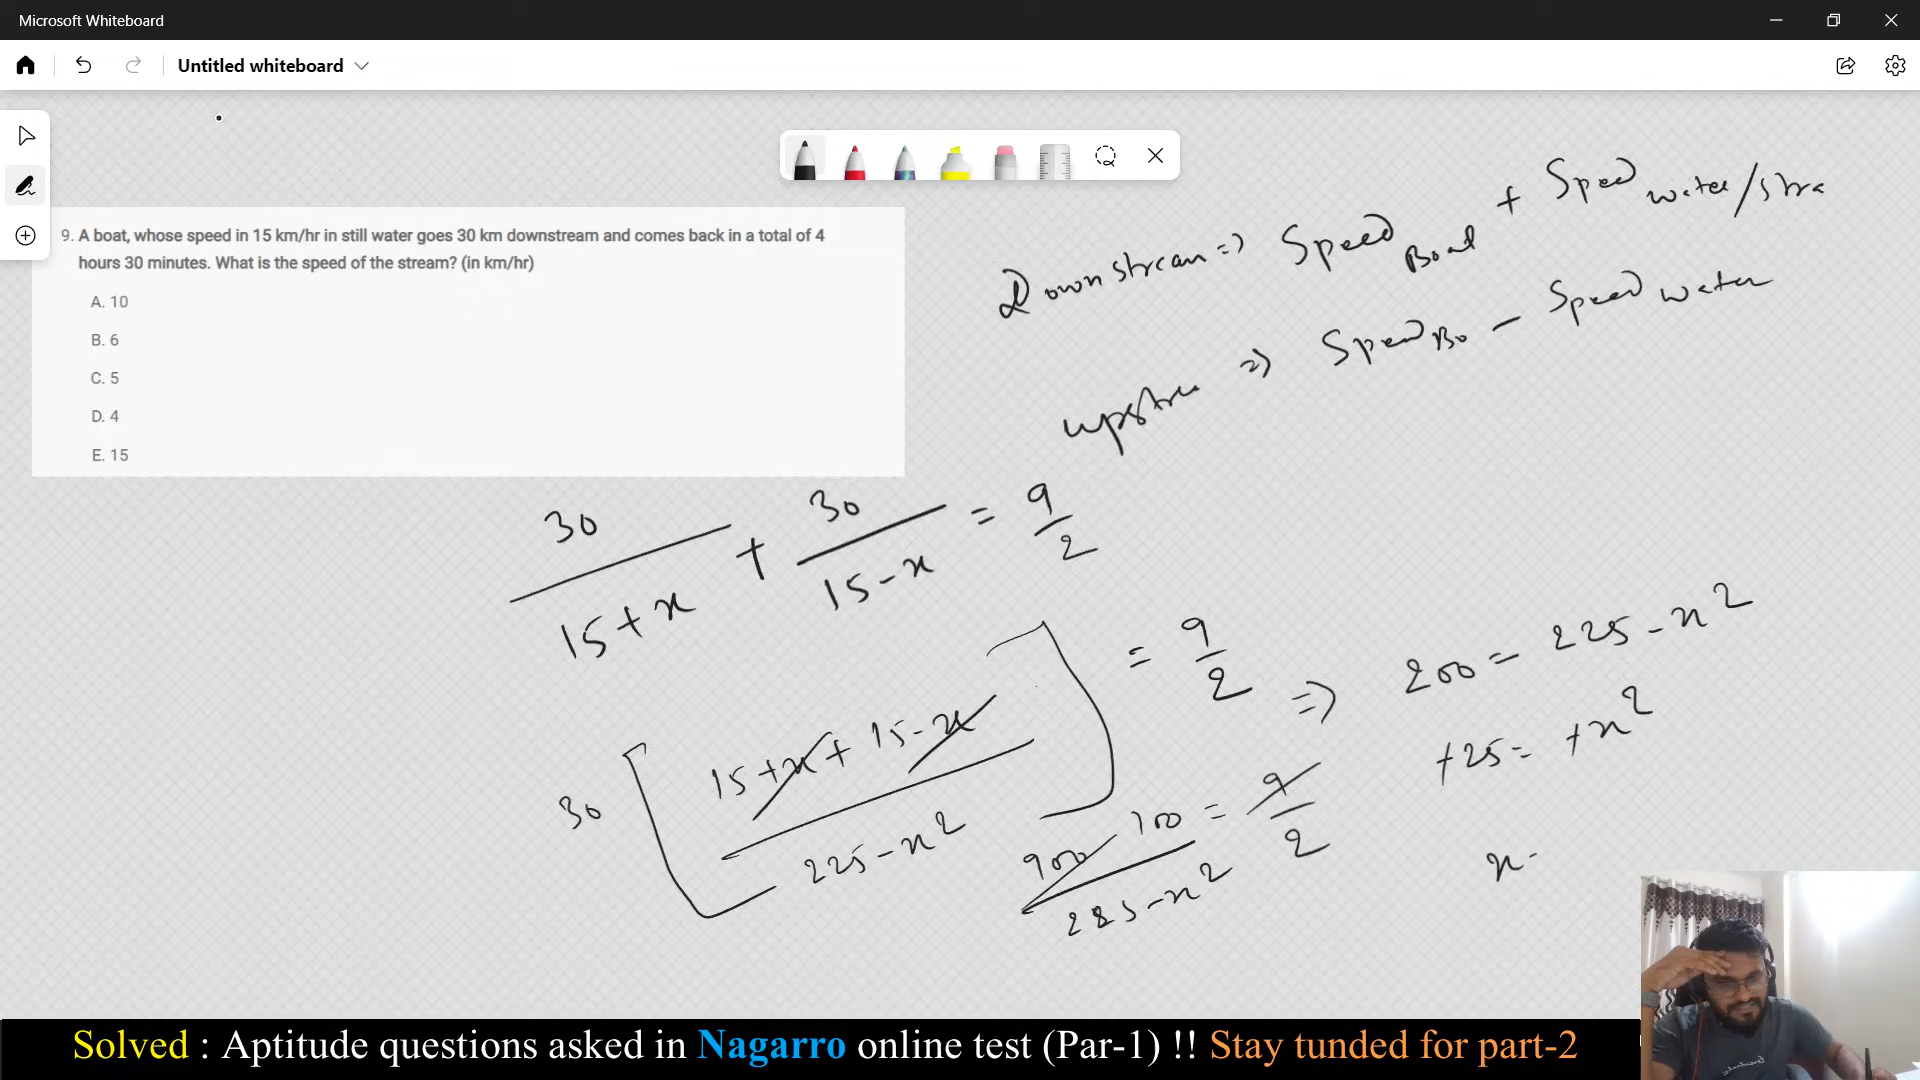 Microsoft Whiteboard
Untitled whiteboard
9. A boat, whose speed in 15 km/hr in still water goes 30 km downstream and comes back in a total of 4
hours 30 minutes. What is the speed of the stream? (in km/hr)
A. 10
B. 6
C. 5
D. 4
E. 15
Downstream => Speed Boat + Speed water/stra
upstre => Speed Bo - Speed water
30/15+x + 30/15-x = 9/2
30 [15+x+15-x / 225-x²] = 9/2
900 100 / 225-x² = 9/2
=> 200 = 225-x²
+25 = +x²
x-
Solved : Aptitude questions asked in Nagarro online test (Par-1) !! Stay tunded for part-2